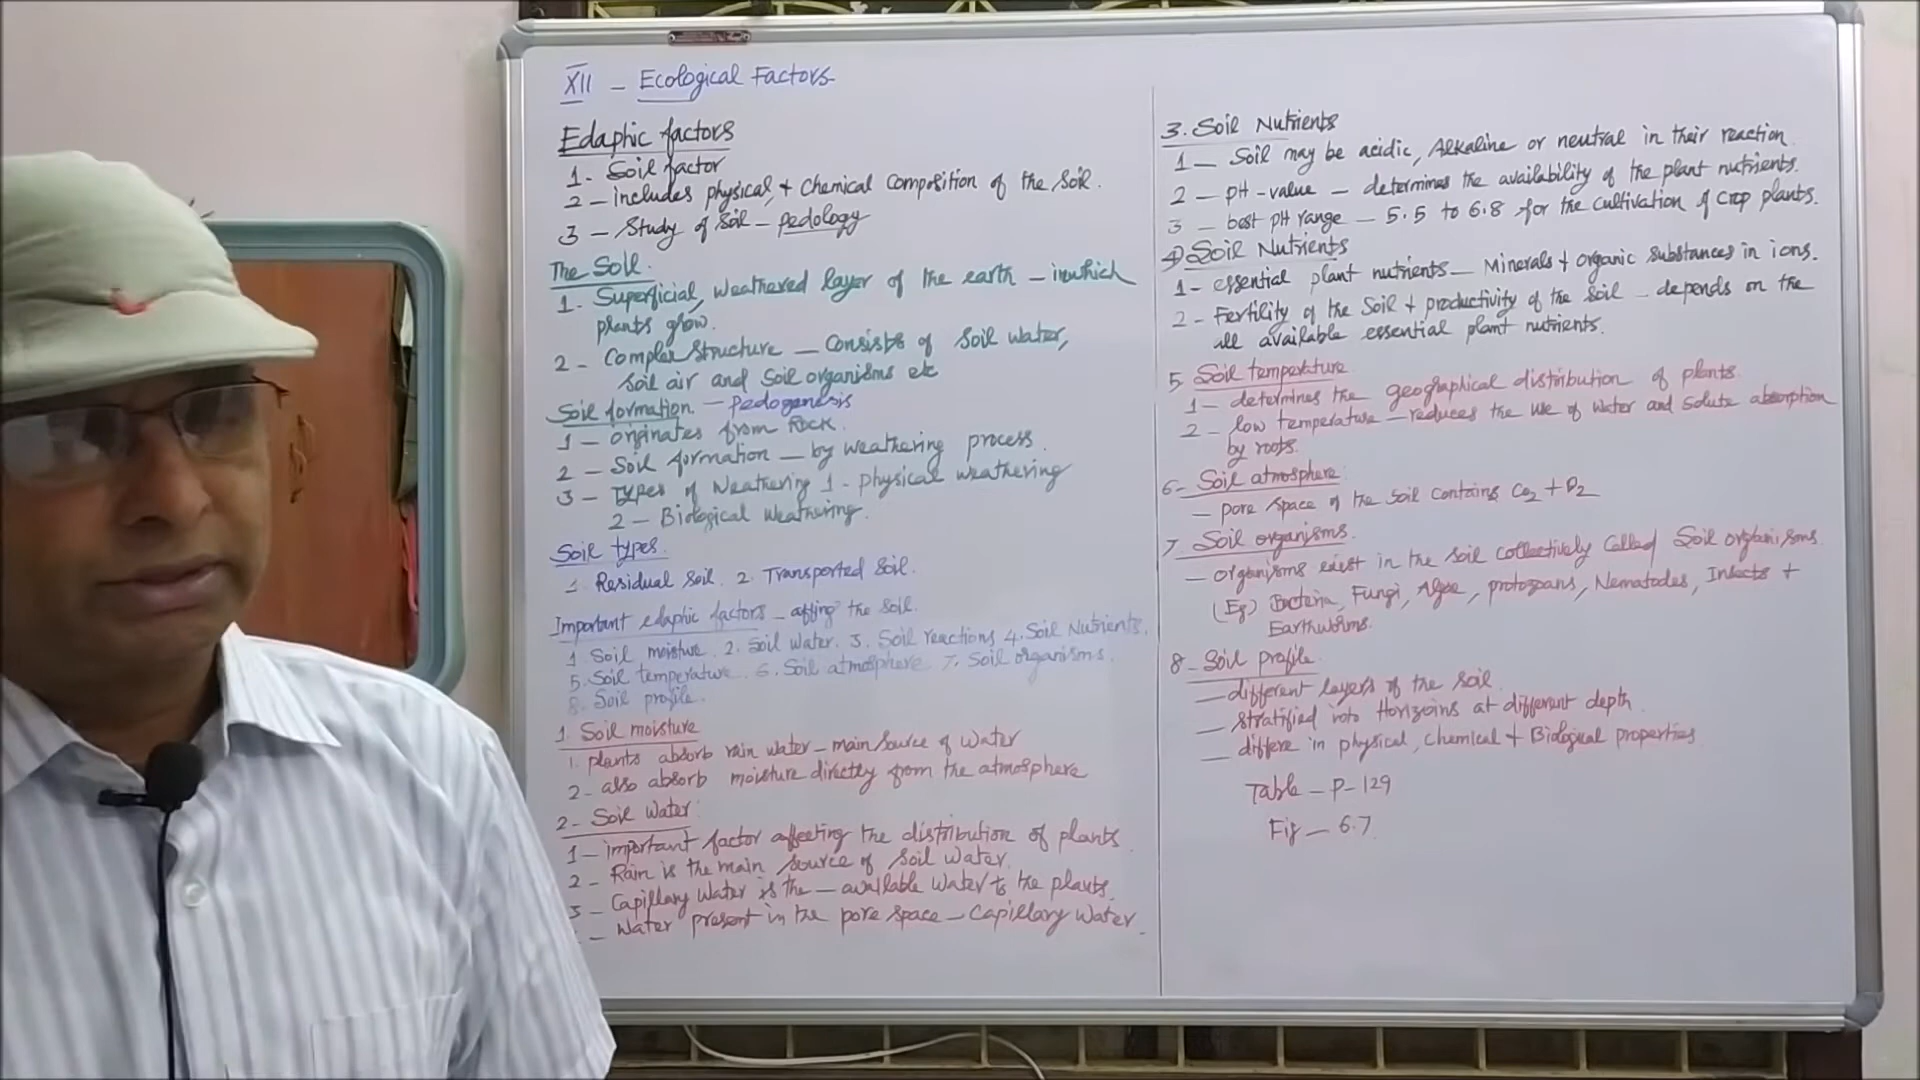 XII - Ecological Factors
Edaphic factors
1. Soil factor
2 - includes physical, + chemical composition of the soil.
3 - Study of Soil - pedology
The Soil.
1. Superficial, weathered layer of the earth - in which
plants grow.
2 - Complex structure - consists of soil water,
soil air and soil organisms etc
Soil formation - Pedogenesis
1 - originates from Rock.
2 - Soil formation - by weathering process.
3 - Types of weathering 1 - physical weathering
2 - Biological weathering.
Soil types.
1. Residual soil. 2. Transported soil.
Important edaphic factors - affing the soil.
1. Soil moisture. 2. Soil water. 3. Soil reactions 4. Soil Nutrients.
5. Soil temperature. 6. Soil atmosphere. 7. Soil organisms.
8. Soil profile.
1. Soil moisture
1. plants absorb rain water - main source of water
2 - also absorb moisture directly from the atmosphere
2 - Soil water:
1 - important factor affecting the distribution of plants.
2 - Rain is the main source of soil water.
3 - Capillary water is the - available water to the plants.
- Water present in the pore space - capillary water.
3. Soil Nutrients
1 - Soil may be acidic, Alkaline or neutral in their reaction.
2 - pH - value - determines the availability of the plant nutrients.
3 - best pH range - 5.5 to 6.8 for the cultivation of crop plants.
4) Soil Nutrients
1 - essential plant nutrients - Minerals + organic substances in ions.
2 - Fertility of the Soil + productivity of the soil - depends on the
all available essential plant nutrients.
5. Soil temperature
1 - determines the geographical distribution of plants
2 - low temperature - reduces the use of water and solute absorption
by roots.
6 - Soil atmosphere:
- pore space of the soil contains CO2 + O2
7. Soil organisms.
- organisms exist in the soil collectively called Soil organisms.
(Eg) Bacteria, Fungi, Algae, protozoans, Nematodes, Insects +
Earthworms.
8 - Soil profile.
- different layers of the soil.
- stratified into Horizoins at different depth.
- differe in physical, chemical + Biological properties.
Table - P - 129
Fig - 6.7.